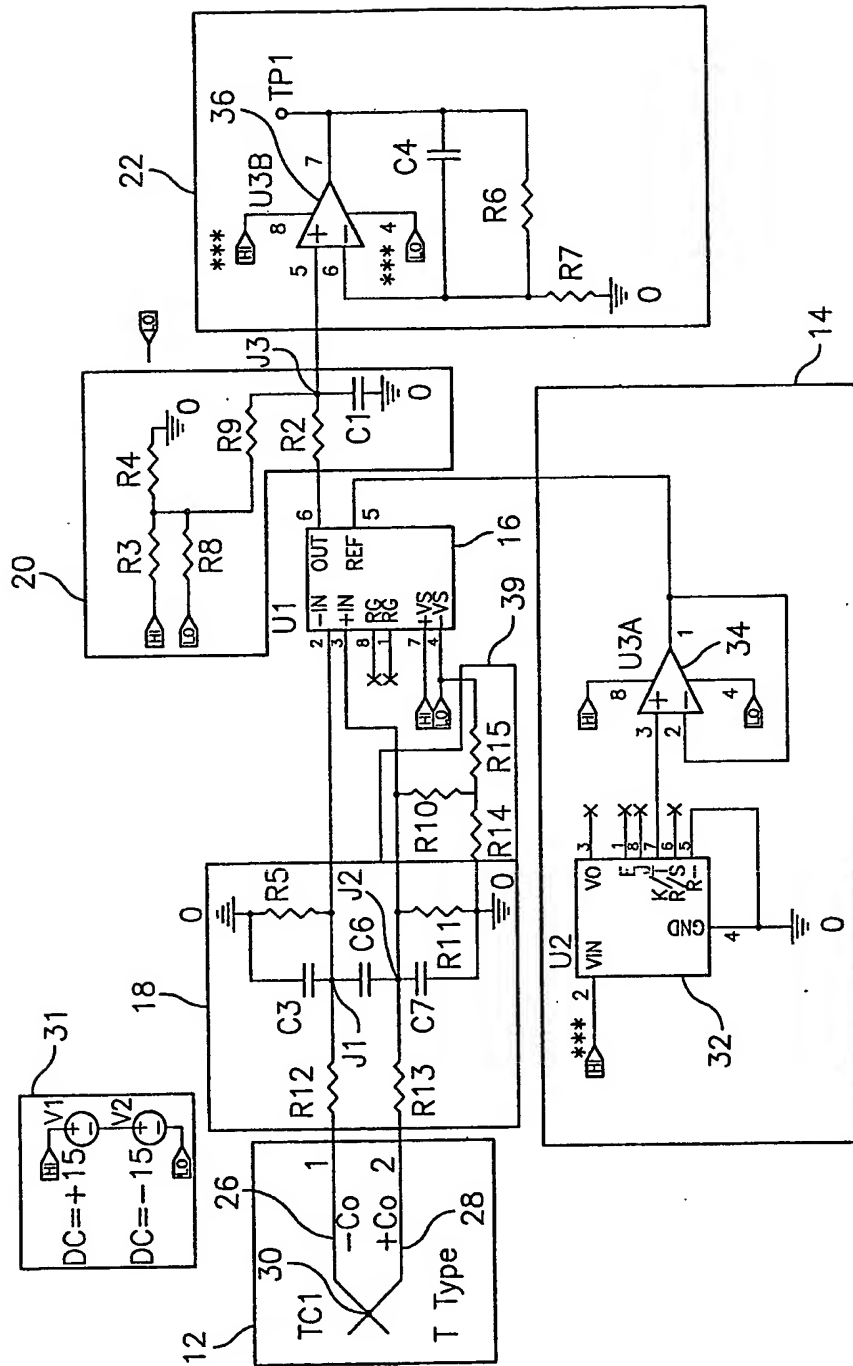 31
HI
V1
DC=+15
V2
DC=-15
LO
12
TC1
30
26
-Co
+Co
28
T Type
1
2
18
0
R5
C3
R12
J1
C6
J2
R13
C7
R11
0
39
R10
R14
R15
20
R3
R4
0
HI
R8
LO
R9
R2
J3
C1
0
LO
U1
2
-IN
3
+IN
8
RG
1
RG
7
+VS
4
-VS
HI
LO
OUT
6
REF
5
16
22
***
HI
8
U3B
36
TP1
5
+
6
-
7
***
4
LO
C4
R6
R7
0
14
U2
***
HI
2
VIN
VO
3
E
1
J
8
K/T
7
R/S
6
R-
5
GND
4
0
32
U3A
HI
8
3
+
2
-
1
34
4
LO